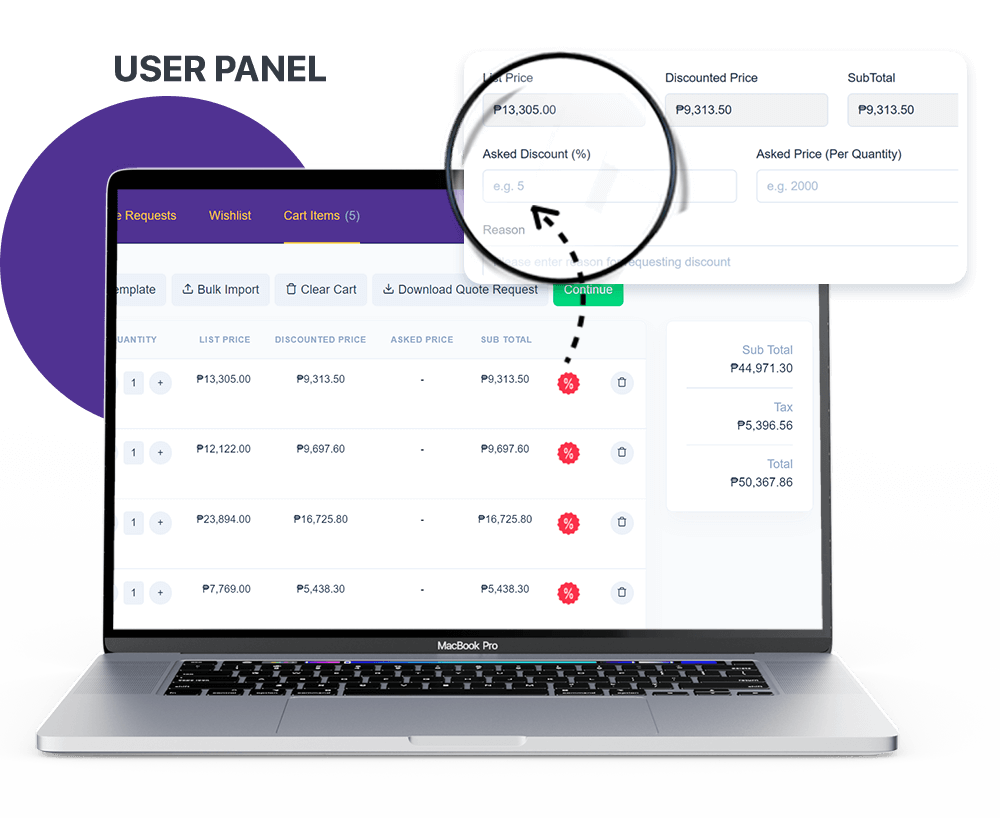 USER PANEL
List Price Discounted Price SubTotal
₱13,305.00 ₱9,313.50 ₱9,313.50
Asked Discount (%) Asked Price (Per Quantity)
e.g. 5 e.g. 2000
Reason
Please enter reason for requesting discount
e Requests Wishlist Cart Items (5)
emplate Bulk Import Clear Cart Download Quote Request Continue
UANTITY LIST PRICE DISCOUNTED PRICE ASKED PRICE SUB TOTAL
1 + ₱13,305.00 ₱9,313.50 - ₱9,313.50 %
1 + ₱12,122.00 ₱9,697.60 - ₱9,697.60 %
1 + ₱23,894.00 ₱16,725.80 - ₱16,725.80 %
1 + ₱7,769.00 ₱5,438.30 - ₱5,438.30 %
Sub Total
₱44,971.30
Tax
₱5,396.56
Total
₱50,367.86
MacBook Pro